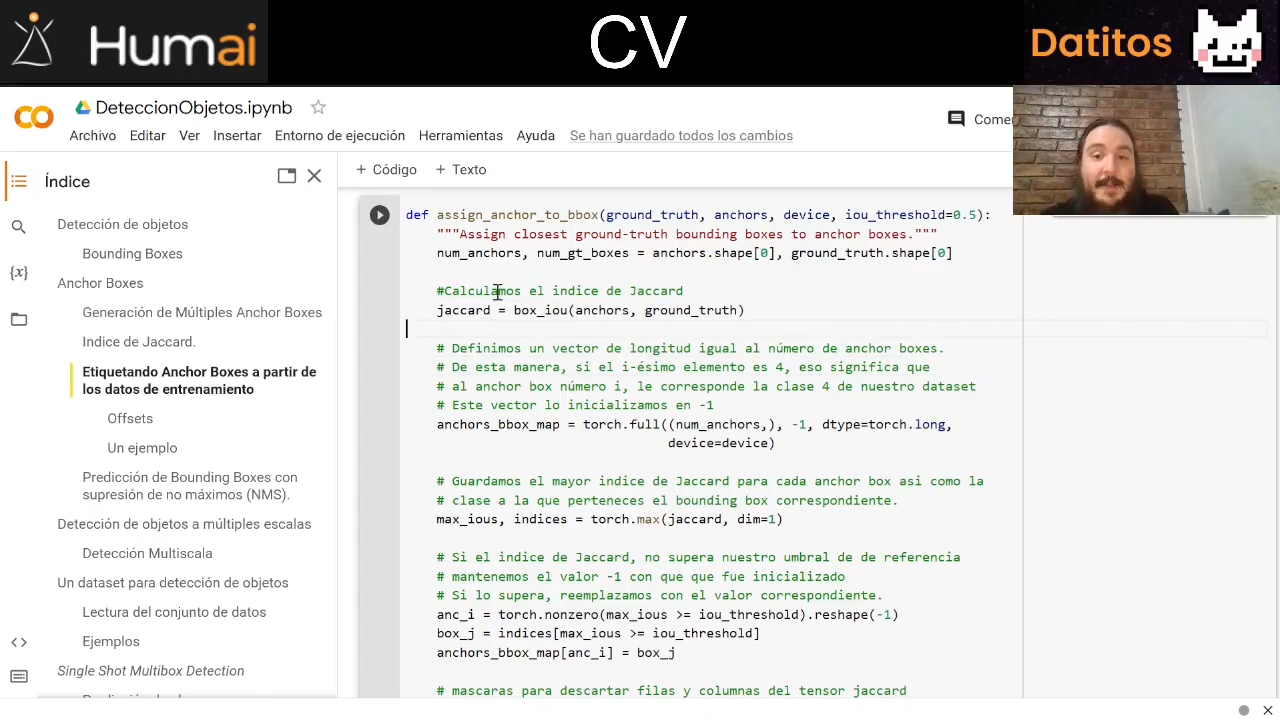 Humai
CV
Datitos
DeteccionObjetos.ipynb
Archivo Editar Ver Insertar Entorno de ejecución Herramientas Ayuda Se han guardado todos los cambios
Comen
Índice
Detección de objetos
Bounding Boxes
Anchor Boxes
Generación de Múltiples Anchor Boxes
Indice de Jaccard.
Etiquetando Anchor Boxes a partir de
los datos de entrenamiento
Offsets
Un ejemplo
Predicción de Bounding Boxes con
supresión de no máximos (NMS).
Detección de objetos a múltiples escalas
Detección Multiscala
Un dataset para detección de objetos
Lectura del conjunto de datos
Ejemplos
Single Shot Multibox Detection
+ Código + Texto
def assign_anchor_to_bbox(ground_truth, anchors, device, iou_threshold=0.5):
"""Assign closest ground-truth bounding boxes to anchor boxes."""
num_anchors, num_gt_boxes = anchors.shape[0], ground_truth.shape[0]
#Calculamos el indice de Jaccard
jaccard = box_iou(anchors, ground_truth)
# Definimos un vector de longitud igual al número de anchor boxes.
# De esta manera, si el i-ésimo elemento es 4, eso significa que
# al anchor box número i, le corresponde la clase 4 de nuestro dataset
# Este vector lo inicializamos en -1
anchors_bbox_map = torch.full((num_anchors,), -1, dtype=torch.long,
device=device)
# Guardamos el mayor indice de Jaccard para cada anchor box asi como la
# clase a la que perteneces el bounding box correspondiente.
max_ious, indices = torch.max(jaccard, dim=1)
# Si el indice de Jaccard, no supera nuestro umbral de de referencia
# mantenemos el valor -1 con que que fue inicializado
# Si lo supera, reemplazamos con el valor correspondiente.
anc_i = torch.nonzero(max_ious >= iou_threshold).reshape(-1)
box_j = indices[max_ious >= iou_threshold]
anchors_bbox_map[anc_i] = box_j
# mascaras para descartar filas y columnas del tensor jaccard